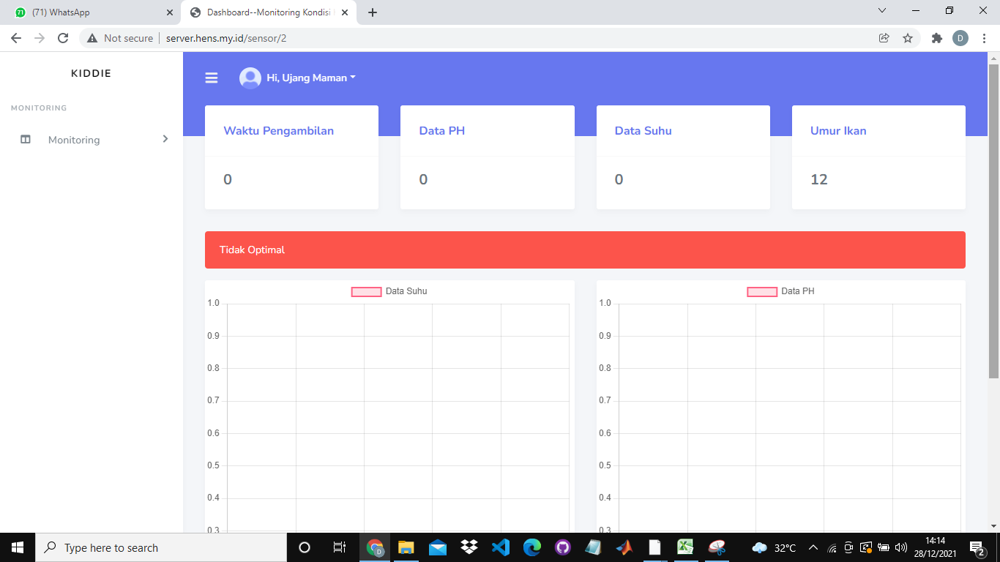 (71) WhatsApp
Dashboard--Monitoring Kondisi
Not secure
server.hens.my.id/sensor/2
D
KIDDIE
Hi, Ujang Maman
MONITORING
Monitoring
Waktu Pengambilan
0
Data PH
0
Data Suhu
0
Umur Ikan
12
Tidak Optimal
Data Suhu
1.0
0.9
0.8
0.7
0.6
0.5
0.4
0.3
Data PH
1.0
0.9
0.8
0.7
0.6
0.5
0.4
0.3
Type here to search
32°C
14:14
28/12/2021
2